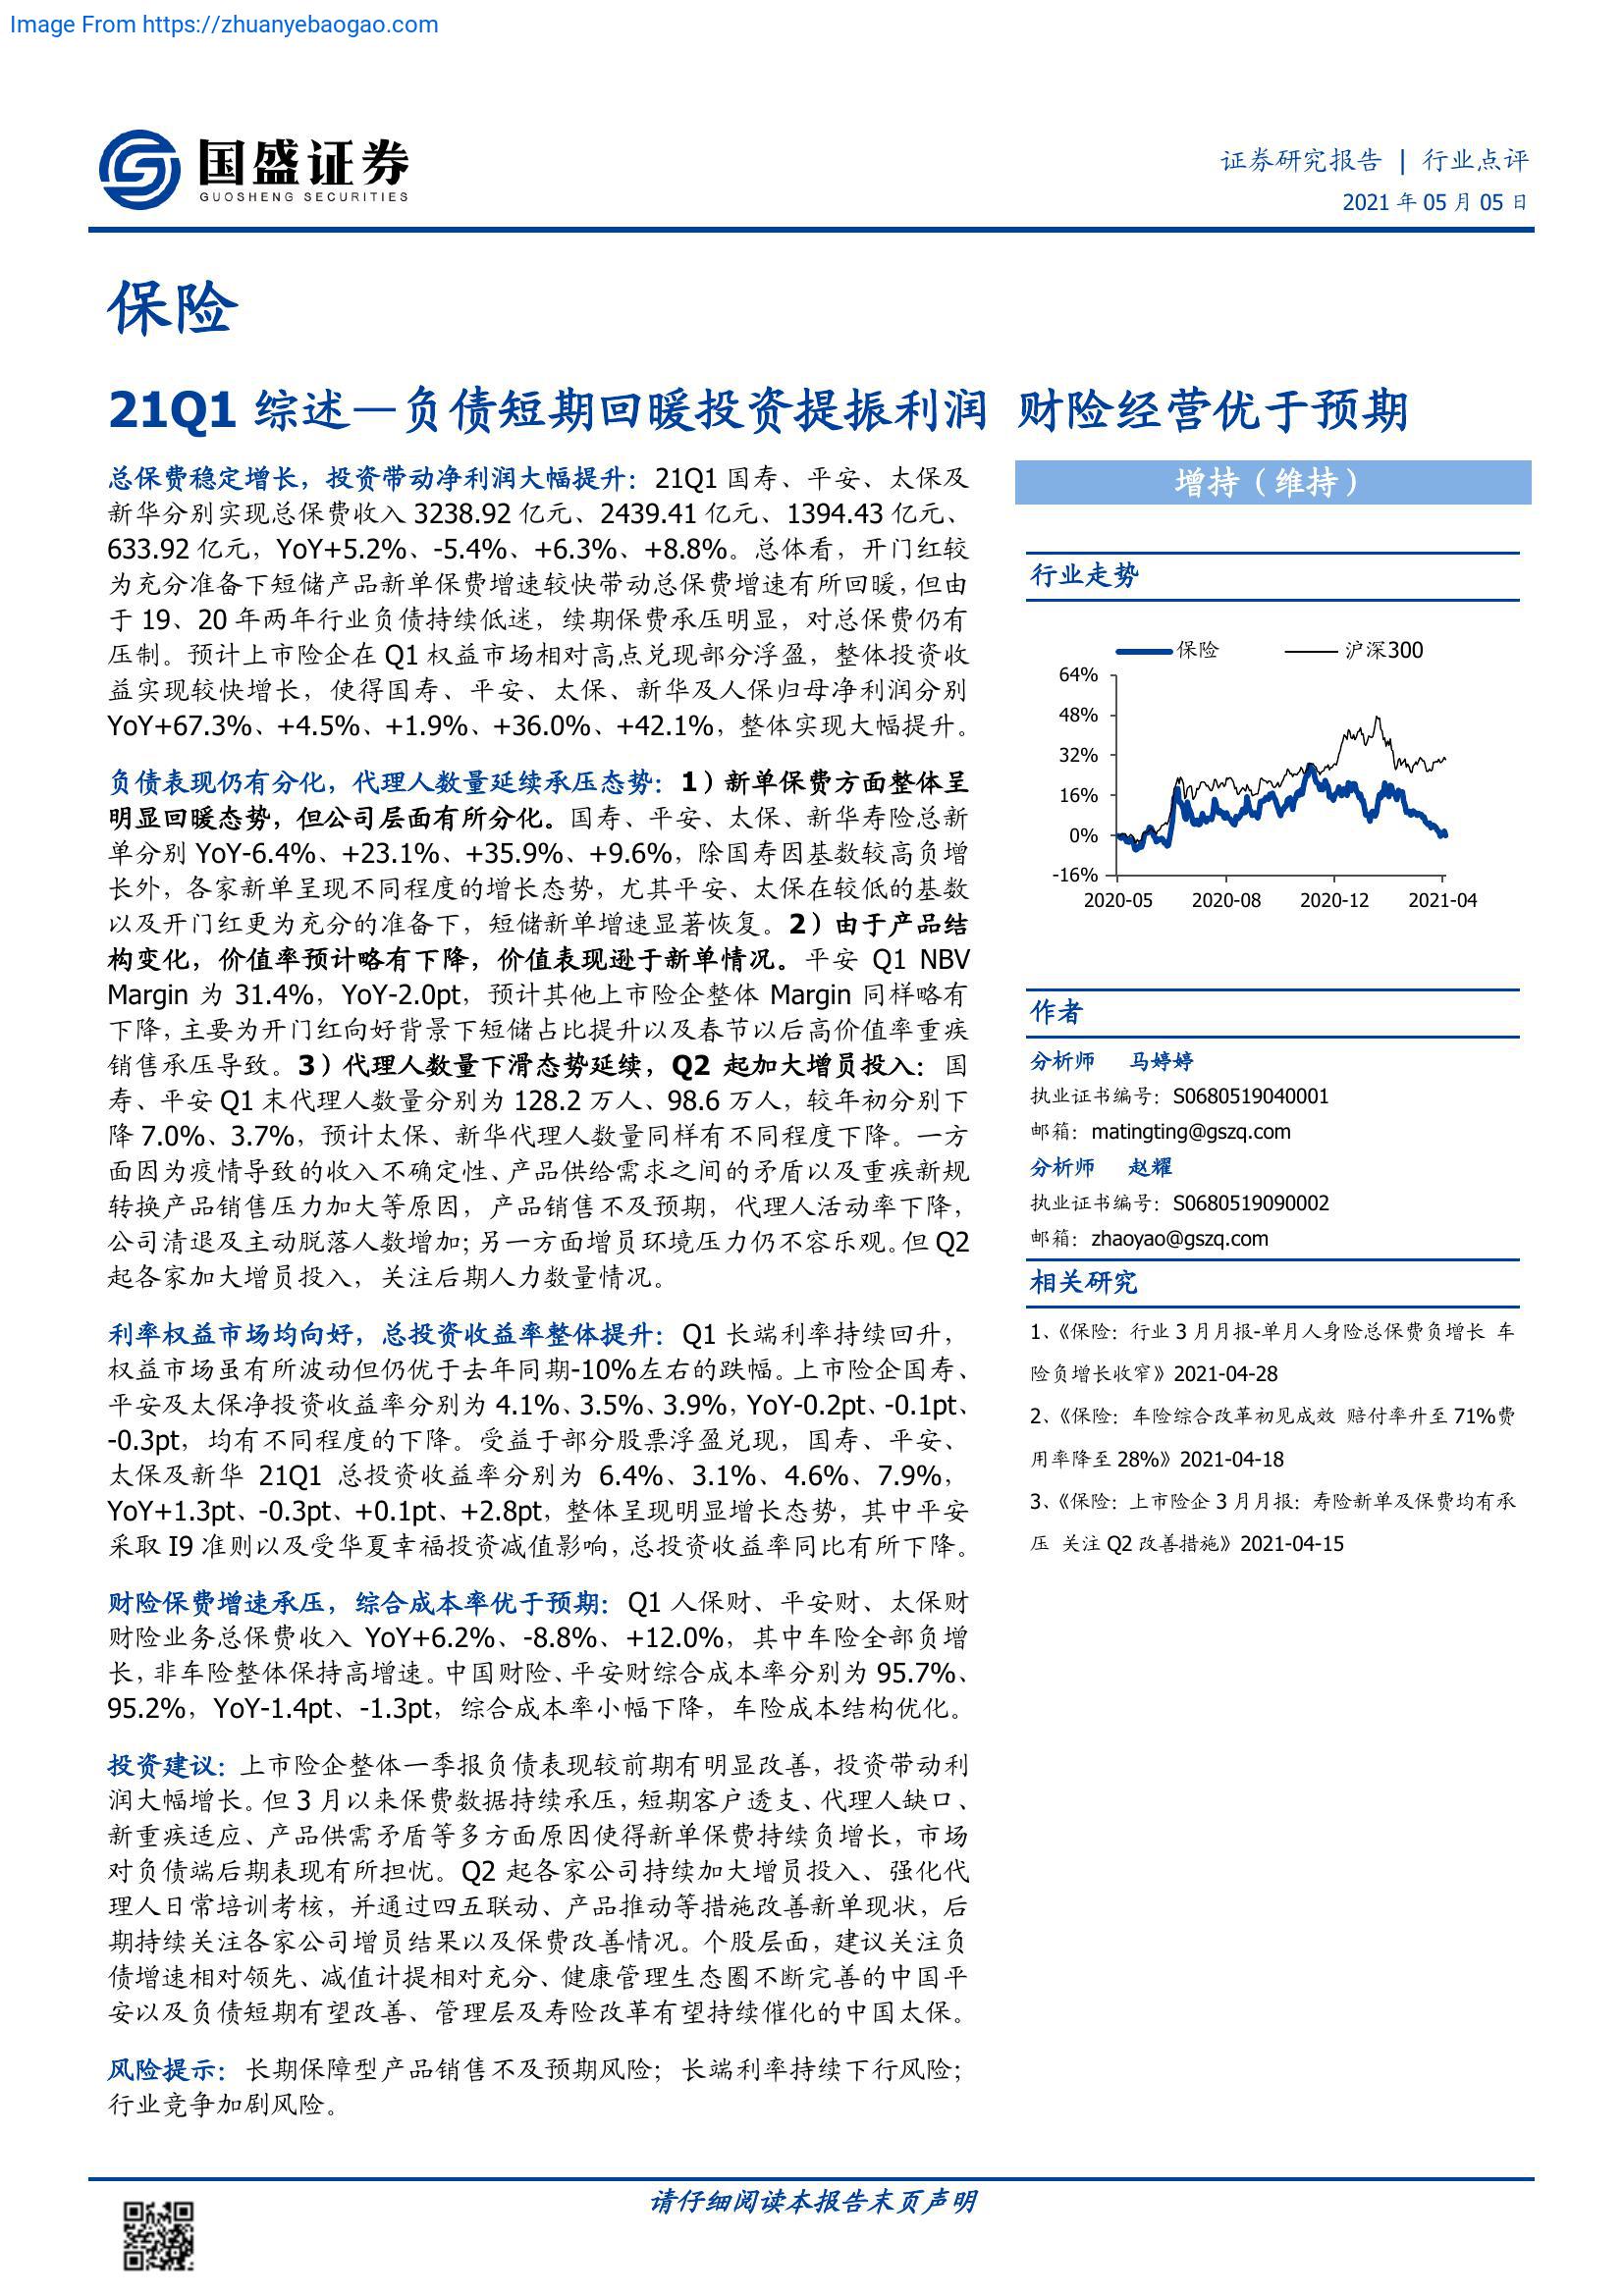 Image From https://zhuanyebaogao.com
国盛证券
GUOSHENG SECURITIES
证券研究报告 | 行业点评
2021 年 05 月 05 日
保险
21Q1 综述—负债短期回暖投资提振利润 财险经营优于预期
总保费稳定增长，投资带动净利润大幅提升：21Q1 国寿、平安、太保及
新华分别实现总保费收入 3238.92 亿元、2439.41 亿元、1394.43 亿元、
633.92 亿元，YoY+5.2%、-5.4%、+6.3%、+8.8%。总体看，开门红较
为充分准备下短储产品新单保费增速较快带动总保费增速有所回暖，但由
于 19、20 年两年行业负债持续低迷，续期保费承压明显，对总保费仍有
压制。预计上市险企在 Q1 权益市场相对高点兑现部分浮盈，整体投资收
益实现较快增长，使得国寿、平安、太保、新华及人保归母净利润分别
YoY+67.3%、+4.5%、+1.9%、+36.0%、+42.1%，整体实现大幅提升。
负债表现仍有分化，代理人数量延续承压态势：1）新单保费方面整体呈
明显回暖态势，但公司层面有所分化。国寿、平安、太保、新华寿险总新
单分别 YoY-6.4%、+23.1%、+35.9%、+9.6%，除国寿因基数较高负增
长外，各家新单呈现不同程度的增长态势，尤其平安、太保在较低的基数
以及开门红更为充分的准备下，短储新单增速显著恢复。2）由于产品结
构变化，价值率预计略有下降，价值表现逊于新单情况。平安 Q1 NBV
Margin 为 31.4%，YoY-2.0pt，预计其他上市险企整体 Margin 同样略有
下降，主要为开门红向好背景下短储占比提升以及春节以后高价值率重疾
销售承压导致。3）代理人数量下滑态势延续，Q2 起加大增员投入：国
寿、平安 Q1 末代理人数量分别为 128.2 万人、98.6 万人，较年初分别下
降 7.0%、3.7%，预计太保、新华代理人数量同样有不同程度下降。一方
面因为疫情导致的收入不确定性、产品供给需求之间的矛盾以及重疾新规
转换产品销售压力加大等原因，产品销售不及预期，代理人活动率下降，
公司清退及主动脱落人数增加；另一方面增员环境压力仍不容乐观。但 Q2
起各家加大增员投入，关注后期人力数量情况。
利率权益市场均向好，总投资收益率整体提升：Q1 长端利率持续回升，
权益市场虽有所波动但仍优于去年同期-10%左右的跌幅。上市险企国寿、
平安及太保净投资收益率分别为 4.1%、3.5%、3.9%，YoY-0.2pt、-0.1pt、
-0.3pt，均有不同程度的下降。受益于部分股票浮盈兑现，国寿、平安、
太保及新华 21Q1 总投资收益率分别为 6.4%、3.1%、4.6%、7.9%，
YoY+1.3pt、-0.3pt、+0.1pt、+2.8pt，整体呈现明显增长态势，其中平安
采取 I9 准则以及受华夏幸福投资减值影响，总投资收益率同比有所下降。
财险保费增速承压，综合成本率优于预期：Q1 人保财、平安财、太保财
财险业务总保费收入 YoY+6.2%、-8.8%、+12.0%，其中车险全部负增
长，非车险整体保持高增速。中国财险、平安财综合成本率分别为 95.7%、
95.2%，YoY-1.4pt、-1.3pt，综合成本率小幅下降，车险成本结构优化。
投资建议：上市险企整体一季报负债表现较前期有明显改善，投资带动利
润大幅增长。但 3 月以来保费数据持续承压，短期客户透支、代理人缺口、
新重疾适应、产品供需矛盾等多方面原因使得新单保费持续负增长，市场
对负债端后期表现有所担忧。Q2 起各家公司持续加大增员投入、强化代
理人日常培训考核，并通过四五联动、产品推动等措施改善新单现状，后
期持续关注各家公司增员结果以及保费改善情况。个股层面，建议关注负
债增速相对领先、减值计提相对充分、健康管理生态圈不断完善的中国平
安以及负债短期有望改善、管理层及寿险改革有望持续催化的中国太保。
风险提示：长期保障型产品销售不及预期风险；长端利率持续下行风险；
行业竞争加剧风险。
增持（维持）
行业走势
保险 沪深300
64%
48%
32%
16%
0%
-16%
2020-05 2020-08 2020-12 2021-04
作者
分析师 马婷婷
执业证书编号：S0680519040001
邮箱：matingting@gszq.com
分析师 赵耀
执业证书编号：S0680519090002
邮箱：zhaoyao@gszq.com
相关研究
1、《保险：行业 3 月月报-单月人身险总保费负增长 车
险负增长收窄》2021-04-28
2、《保险：车险综合改革初见成效 赔付率升至 71%费
用率降至 28%》2021-04-18
3、《保险：上市险企 3 月月报：寿险新单及保费均有承
压 关注 Q2 改善措施》2021-04-15
请仔细阅读本报告末页声明